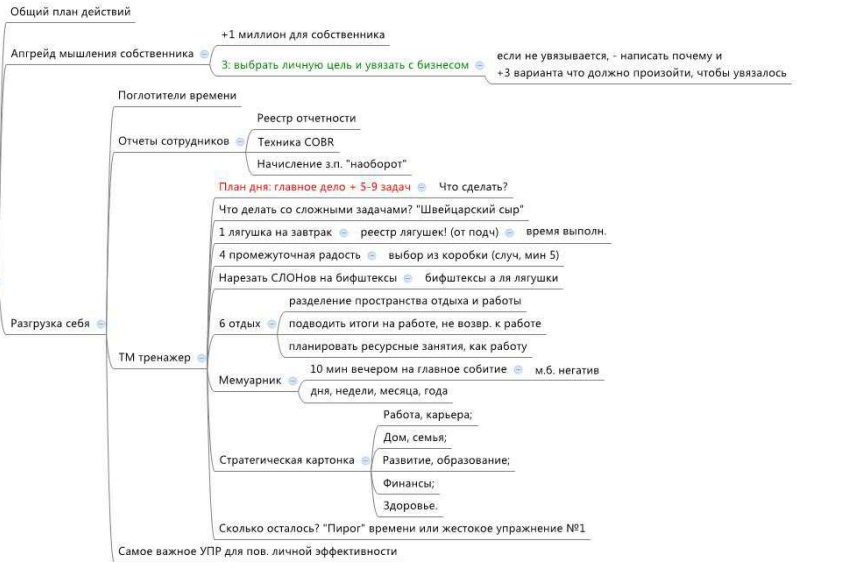 Общий план действий
Апгрейд мышления собственника
+1 миллион для собственника
3: выбрать личную цель и увязать с бизнесом
если не увязывается, - написать почему и
+3 варианта что должно произойти, чтобы увязалось
Разгрузка себя
Поглотители времени
Отчеты сотрудников
Реестр отчетности
Техника COBR
Начисление з.п. "наоборот"
ТМ тренажер
План дня: главное дело + 5-9 задач
Что сделать?
Что делать со сложными задачами? "Швейцарский сыр"
1 лягушка на завтрак
реестр лягушек! (от подч)
время выполн.
4 промежуточная радость
выбор из коробки (случ, мин 5)
Нарезать СЛОНов на бифштексы
бифштексы а ля лягушки
6 отдых
разделение пространства отдыха и работы
подводить итоги на работе, не возвр. к работе
планировать ресурсные занятия, как работу
Мемуарник
10 мин вечером на главное собитие
м.б. негатив
дня, недели, месяца, года
Стратегическая картонка
Работа, карьера;
Дом, семья;
Развитие, образование;
Финансы;
Здоровье.
Сколько осталось? "Пирог" времени или жестокое упражнение №1
Самое важное УПР для пов. личной эффективности